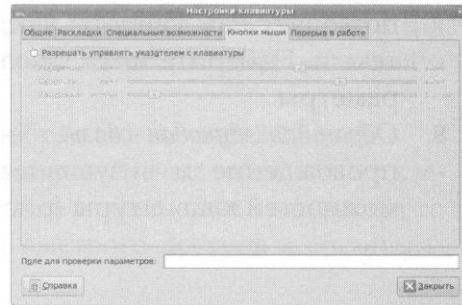 Настройки клавиатуры
Общие Раскладки Специальные возможности Кнопки мыши Перерыв в работе
Разрешать управлять указателем с клавиатуры
Поле для проверки параметров:
Справка
Закрыть